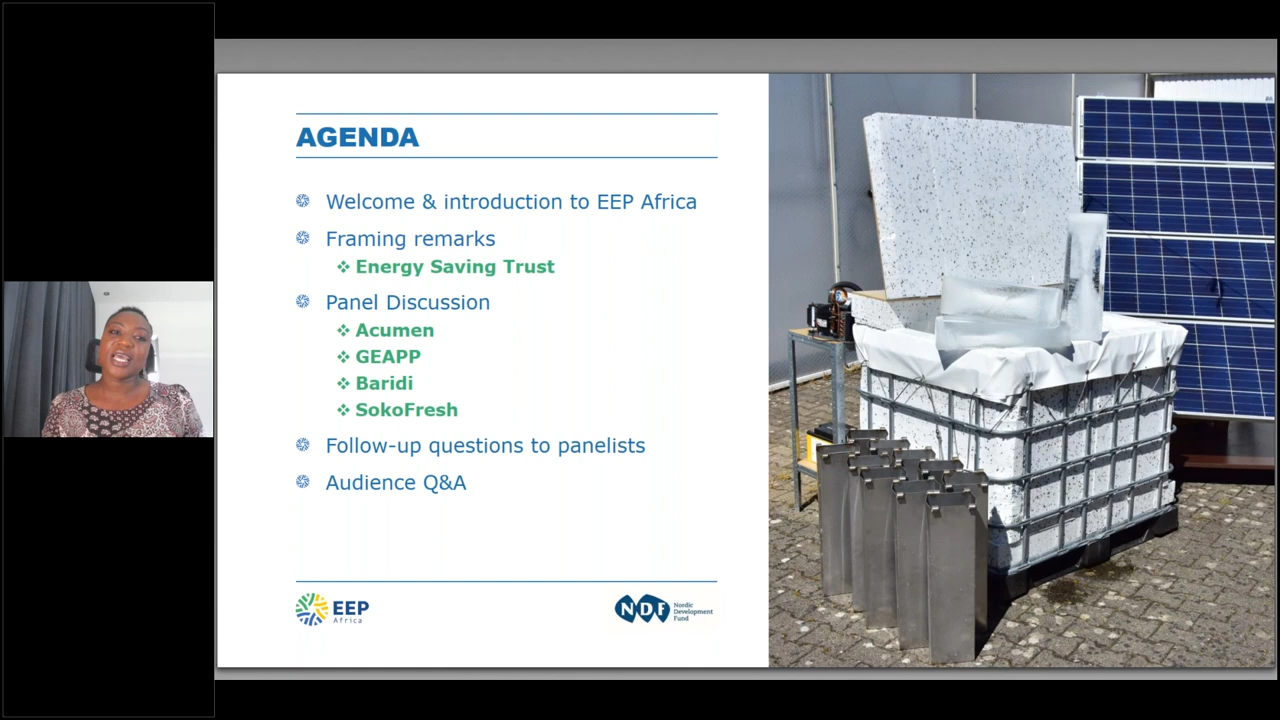 AGENDA
Welcome & introduction to EEP Africa
Framing remarks
❖ Energy Saving Trust
Panel Discussion
❖ Acumen
❖ GEAPP
❖ Baridi
❖ SokoFresh
Follow-up questions to panelists
Audience Q&A
EEP
Africa
NDF
Nordic
Development
Fund